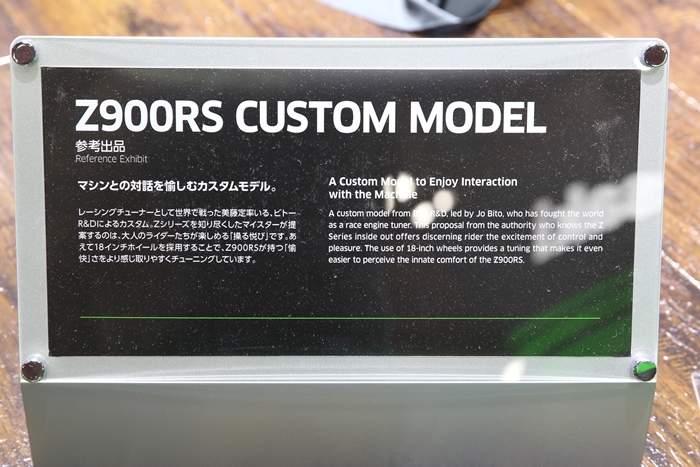 Z900RS CUSTOM MODEL
参考出品
Reference Exhibit
マシンとの対話を愉しむカスタムモデル。
レーシングチューナーとして世界で戦った美藤定率いる、ビトー
R&Dによるカスタム。Zシリーズを知り尽くしたマイスターが提
案するのは、大人のライダーたちが楽しめる「操る悦び」です。あ
えて18インチホイールを採用することで、Z900RSが持つ「愉
快」さをより感じ取りやすくチューニングしています。
A Custom Model to Enjoy Interaction
with the Machine
A custom model from R&D, led by Jo Bito, who has fought the world
as a race engine tuner. This proposal from the authority who knows the Z
Series inside out offers discerning rider the excitement of control and
pleasure. The use of 18-inch wheels provides a tuning that makes it even
easier to perceive the innate comfort of the Z900RS.